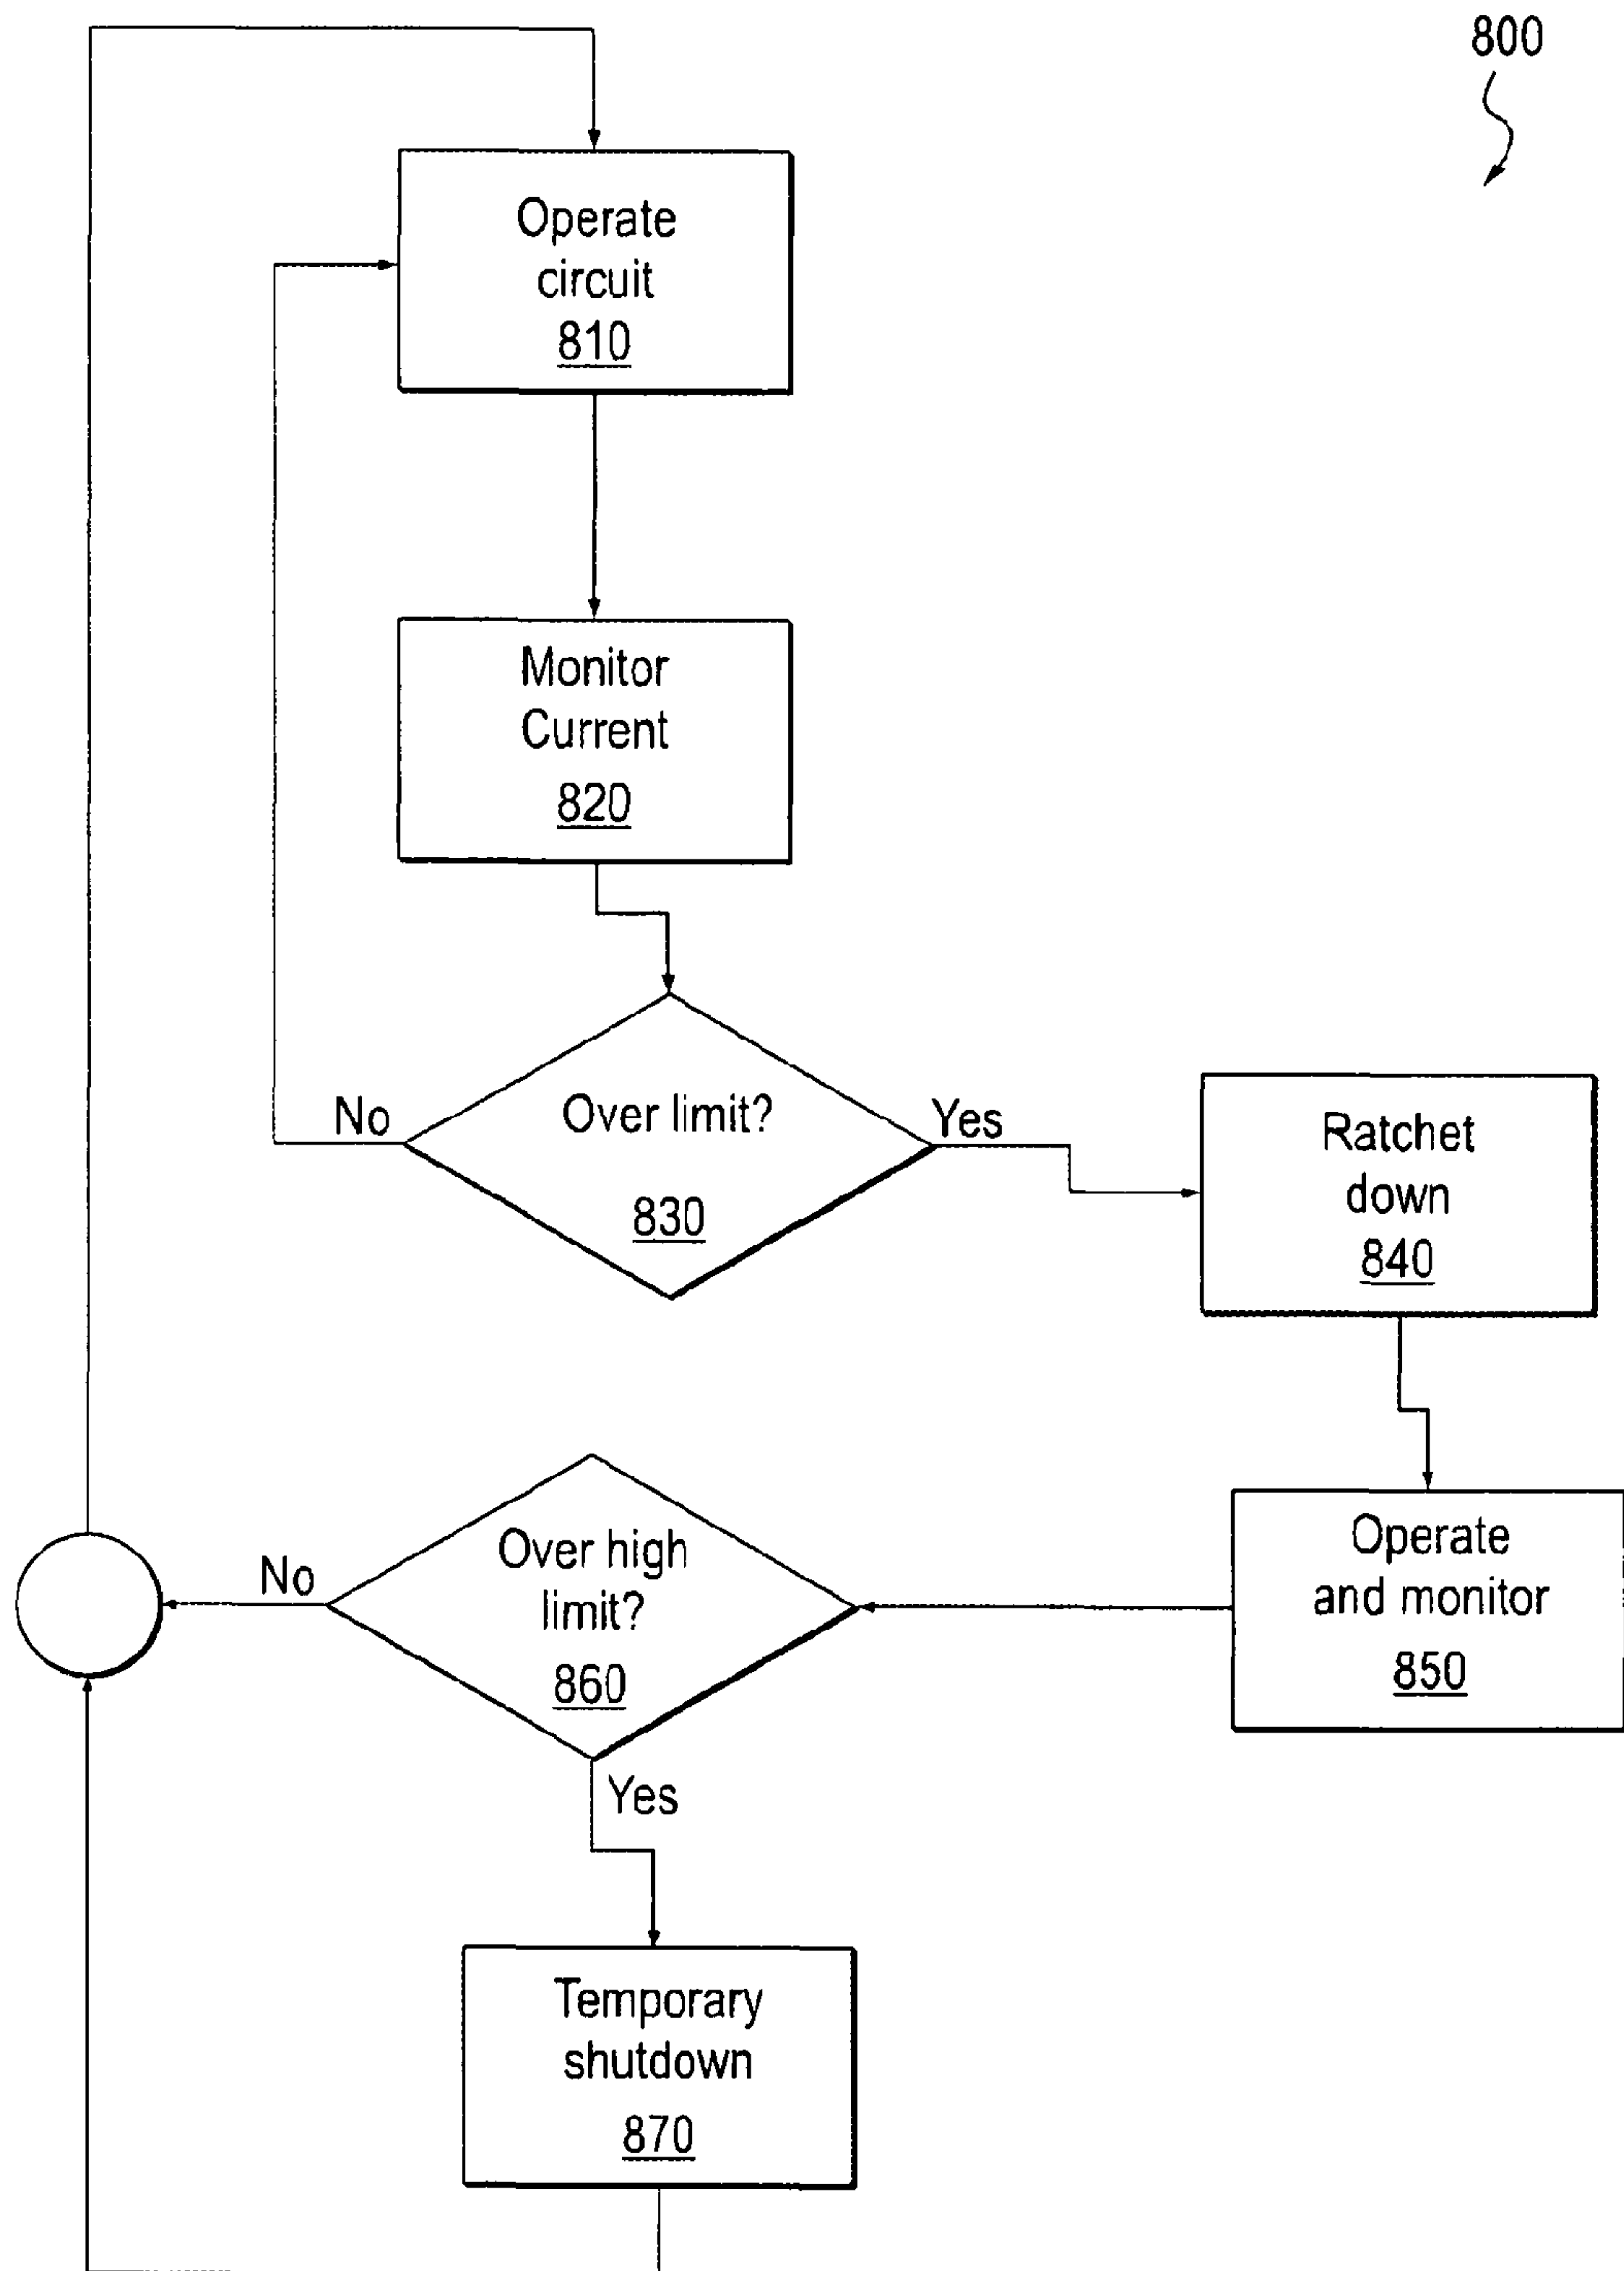 800
Operate
circuit
810
Monitor
Current
820
Over limit?
830
No
Yes
Ratchet
down
840
Operate
and monitor
850
Over high
limit?
860
No
Yes
Temporary
shutdown
870